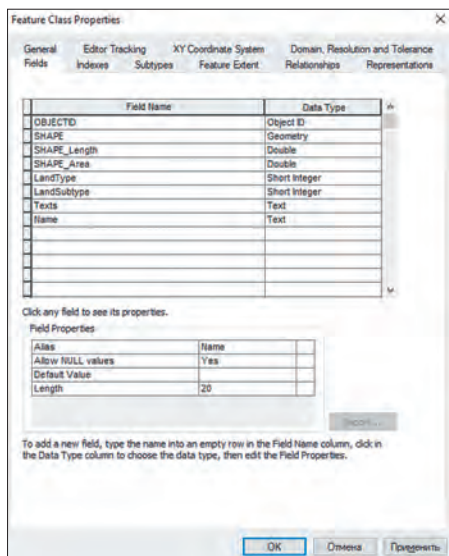 Feature Class Properties
General Editor Tracking XY Coordinate System Domain, Resolution and Tolerance
Fields Indexes Subtypes Feature Extent Relationships Representations
Field Name Data Type
OBJECTID Object ID
SHAPE Geometry
SHAPE_Length Double
SHAPE_Area Double
LandType Short Integer
LandSubtype Short Integer
Texts Text
Name Text
Click any field to see its properties.
Field Properties
Alias Name
Allow NULL values Yes
Default Value
Length 20
Import...
To add a new field, type the name into an empty row in the Field Name column, click in
the Data Type column to choose the data type, then edit the Field Properties.
OK Отмена Применить